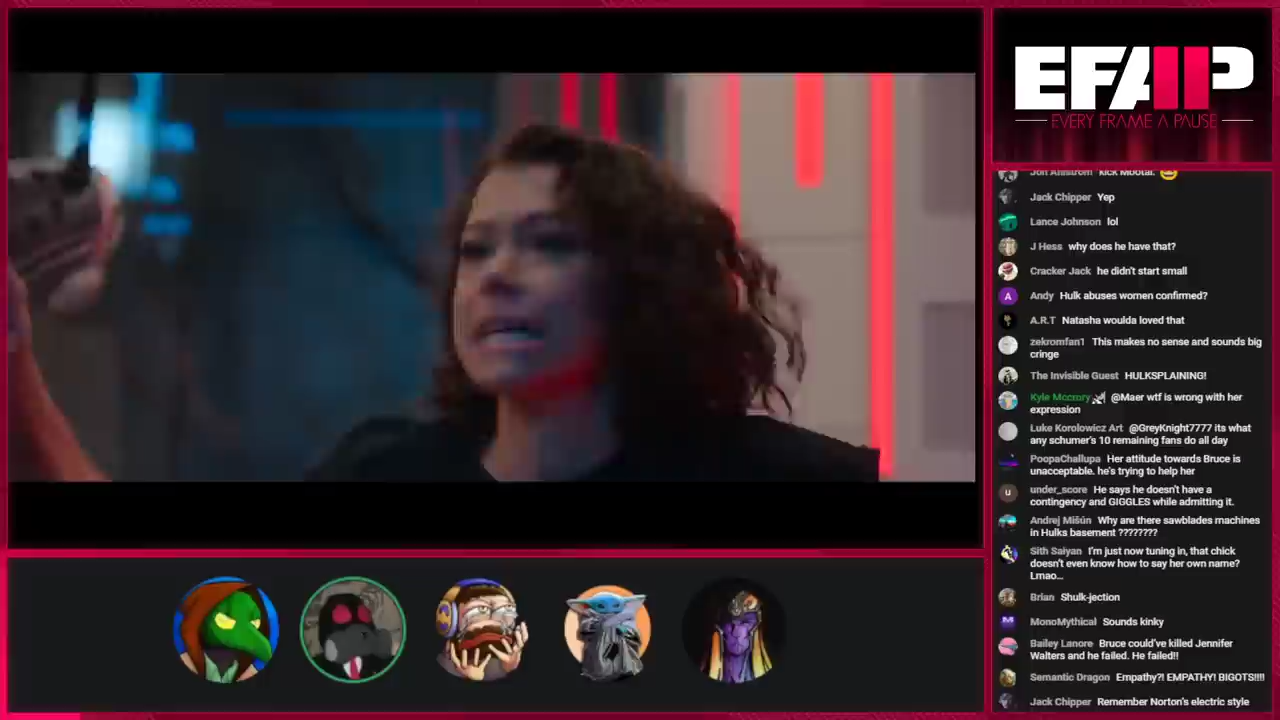 EFAP
EVERY FRAME A PAUSE
Jon Ahlstrom Kick Mootal.
Jack Chipper Yep
Lance Johnson lol
J Hess why does he have that?
Cracker Jack he didn't start small
A
Andy Hulk abuses women confirmed?
A.R.T Natasha woulda loved that
zekromfan1 This makes no sense and sounds big
cringe
The Invisible Guest HULKSPLAINING!
Kyle Mccrory @Maer wtf is wrong with her
expression
Luke Korolowicz Art @GreyKnight7777 its what
any schumer's 10 remaining fans do all day
PoopaChallupa Her attitude towards Bruce is
unacceptable. he's trying to help her
u
under_score He says he doesn't have a
contingency and GIGGLES while admitting it.
Andrej Mišún Why are there sawblades machines
in Hulks basement ????????
Sith Saiyan I'm just now tuning in, that chick
doesn't even know how to say her own name?
Lmao...
Brian Shulk-jection
M
MonoMythical Sounds kinky
Bailey Lanore Bruce could've killed Jennifer
Walters and he failed. He failed!!
Semantic Dragon Empathy?! EMPATHY! BIGOTS!!!!
Jack Chipper Remember Norton's electric style